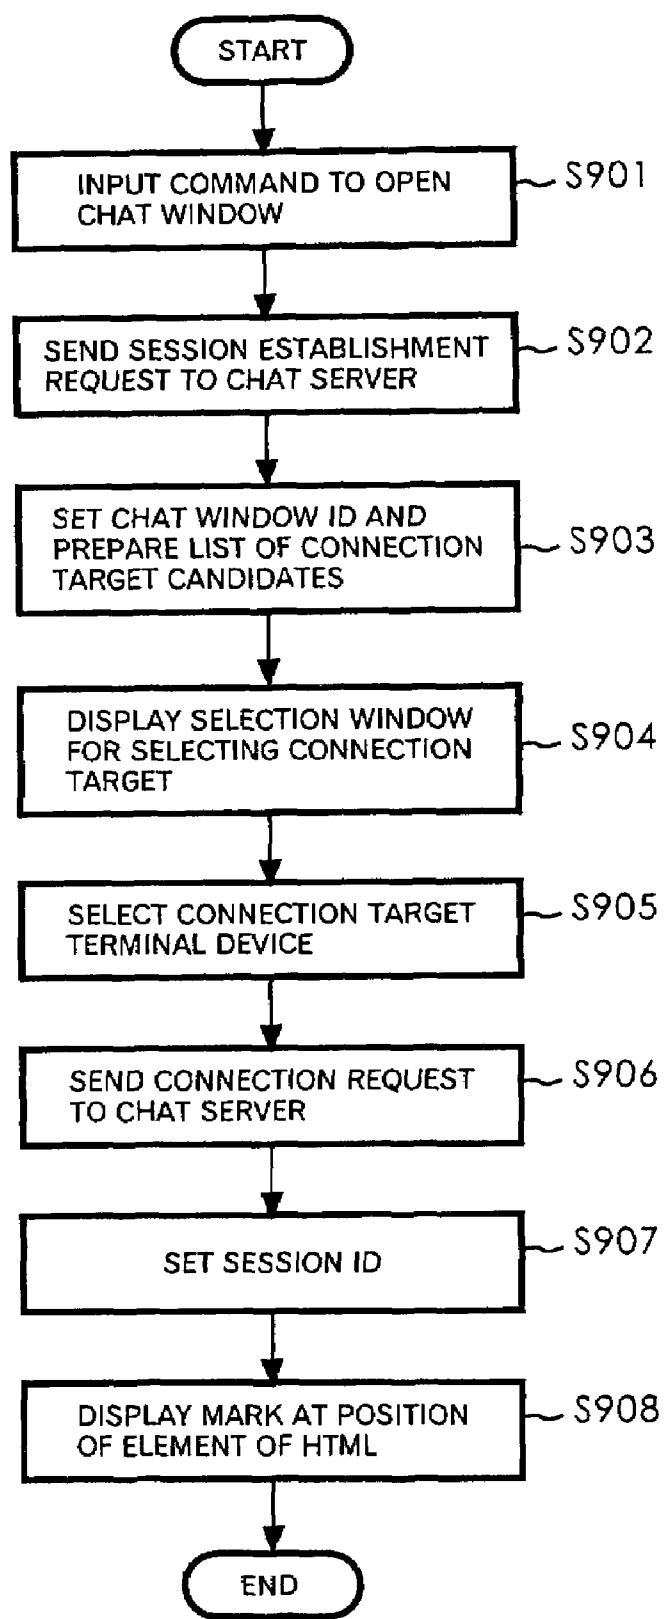 START
INPUT COMMAND TO OPEN
CHAT WINDOW
S901
SEND SESSION ESTABLISHMENT
REQUEST TO CHAT SERVER
S902
SET CHAT WINDOW ID AND
PREPARE LIST OF CONNECTION
TARGET CANDIDATES
S903
DISPLAY SELECTION WINDOW
FOR SELECTING CONNECTION
TARGET
S904
SELECT CONNECTION TARGET
TERMINAL DEVICE
S905
SEND CONNECTION REQUEST
TO CHAT SERVER
S906
SET SESSION ID
S907
DISPLAY MARK AT POSITION
OF ELEMENT OF HTML
S908
END